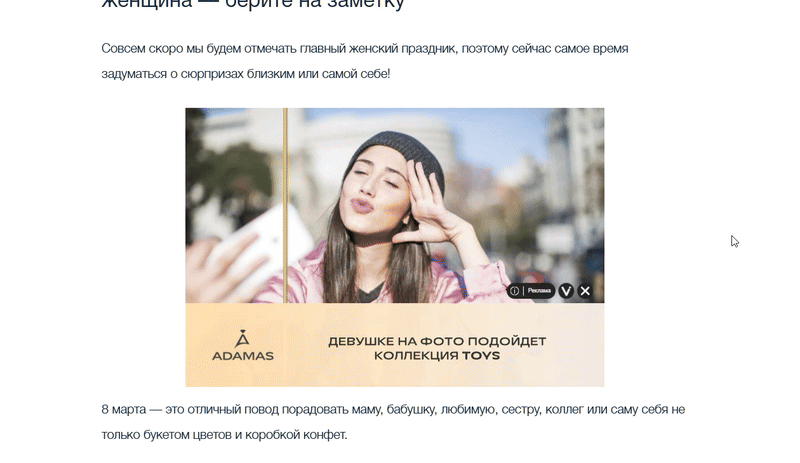 женщина — берите на заметку
Совсем скоро мы будем отмечать главный женский праздник, поэтому сейчас самое время
задуматься о сюрпризах близким или самой себе!
Реклама
ADAMAS
ДЕВУШКЕ НА ФОТО ПОДОЙДЕТ
КОЛЛЕКЦИЯ TOYS
8 марта — это отличный повод порадовать маму, бабушку, любимую, сестру, коллег или саму себя не
только букетом цветов и коробкой конфет.